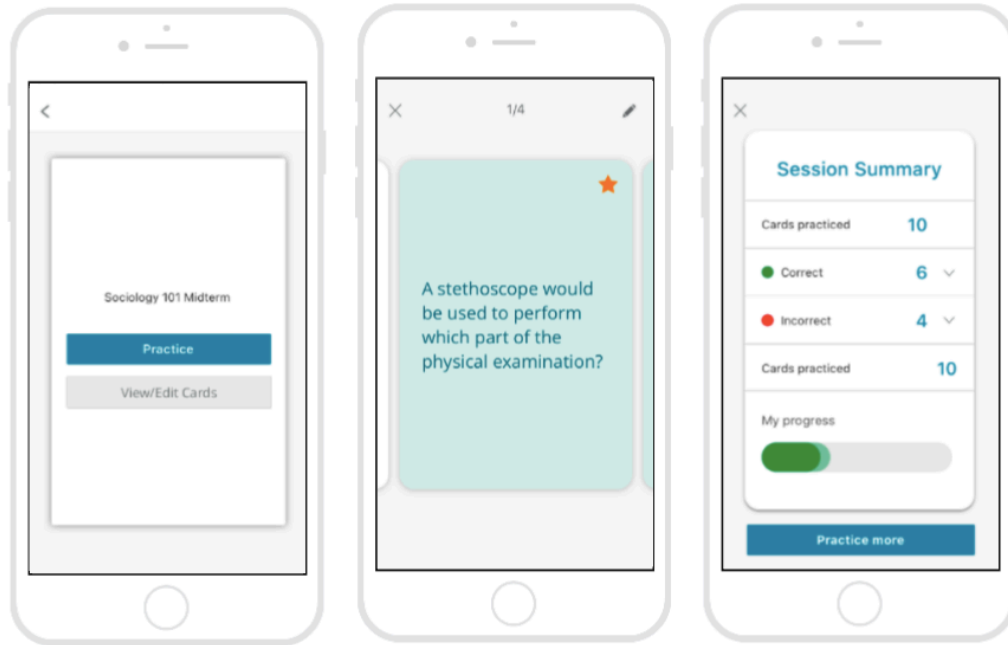 Sociology 101 Midterm
Practice
View/Edit Cards
1/4
A stethoscope would
be used to perform
which part of the
physical examination?
Session Summary
Cards practiced 10
Correct 6
Incorrect 4
Cards practiced 10
My progress
Practice more